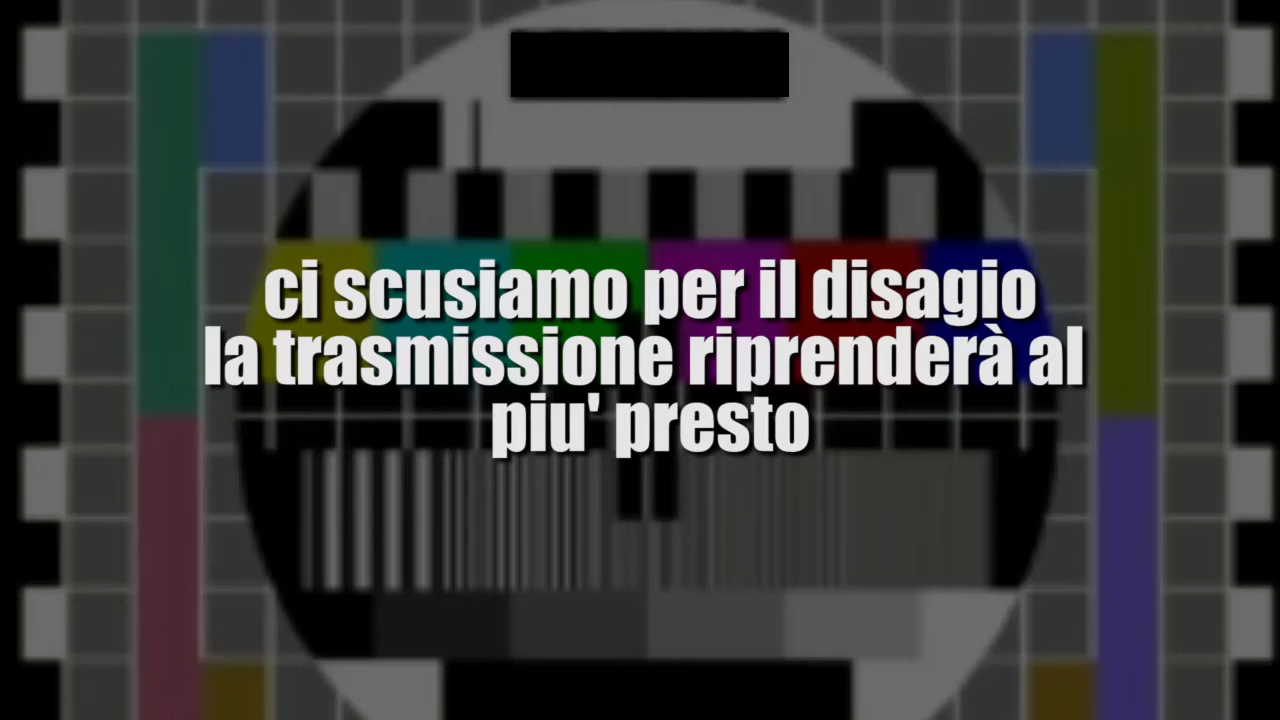 ci scusiamo per il disagio
la trasmissione riprenderà al
piu' presto